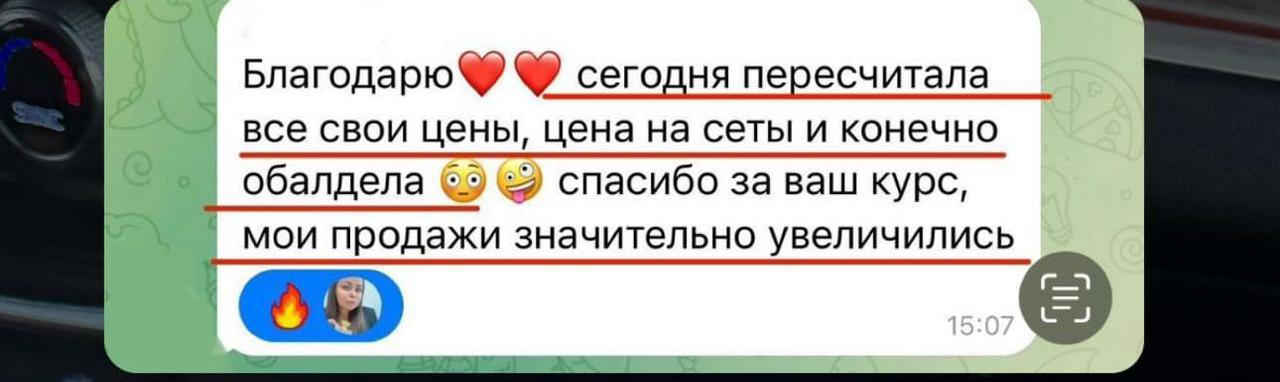 Благодарю❤️❤️ сегодня пересчитала
все свои цены, цена на сеты и конечно
обалдела 😳🤪 спасибо за ваш курс,
мои продажи значительно увеличились
🔥
15:07